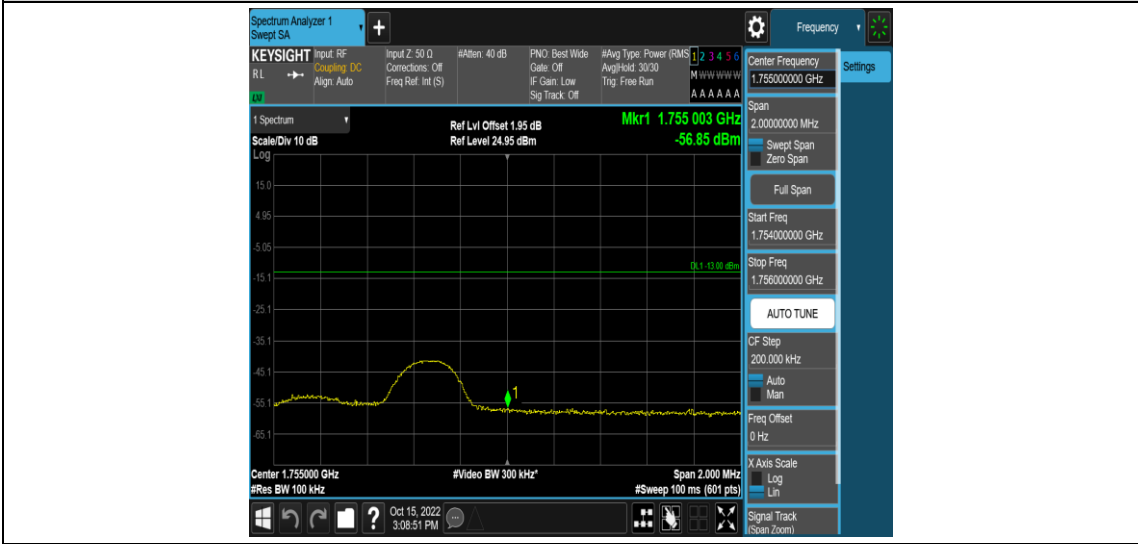 Spectrum Analyzer 1
Swept SA
+
Frequency
KEYSIGHT
RL
Input: RF
Coupling: DC
Align: Auto
Input Z: 50 Ω
Corrections: Off
Freq Ref: Int (S)
#Atten: 40 dB
PNO: Best Wide
Gate: Off
IF Gain: Low
Sig Track: Off
#Avg Type: Power (RMS
Avg|Hold: 30/30
Trig: Free Run
1 2 3 4 5 6
M W W W W W
A A A A A A
1 Spectrum
Scale/Div 10 dB
Ref Lvl Offset 1.95 dB
Ref Level 24.95 dBm
Mkr1 1.755 003 GHz
-56.85 dBm
Log
15.0
4.95
-5.05
-15.1
-25.1
-35.1
-45.1
-55.1
-65.1
DL1 -13.00 dBm
1
Center 1.755000 GHz
#Res BW 100 kHz
#Video BW 300 kHz*
Span 2.000 MHz
#Sweep 100 ms (601 pts)
?
Oct 15, 2022
3:08:51 PM
Center Frequency
1.755000000 GHz
Settings
Span
2.00000000 MHz
Swept Span
Zero Span
Full Span
Start Freq
1.754000000 GHz
Stop Freq
1.756000000 GHz
AUTO TUNE
CF Step
200.000 kHz
Auto
Man
Freq Offset
0 Hz
X Axis Scale
Log
Lin
Signal Track
(Span Zoom)